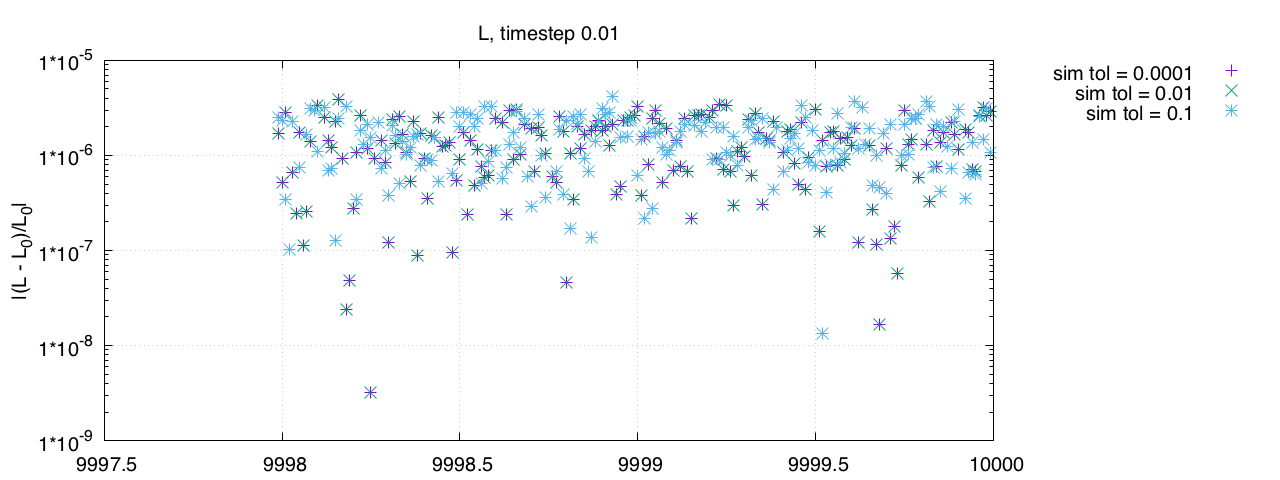 L, timestep 0.01
1*10^-5
1*10^-6
1*10^-7
1*10^-8
1*10^-9
|(L - L_0)/L_0|
9997.5 9998 9998.5 9999 9999.5 10000
sim tol = 0.0001
sim tol = 0.01
sim tol = 0.1